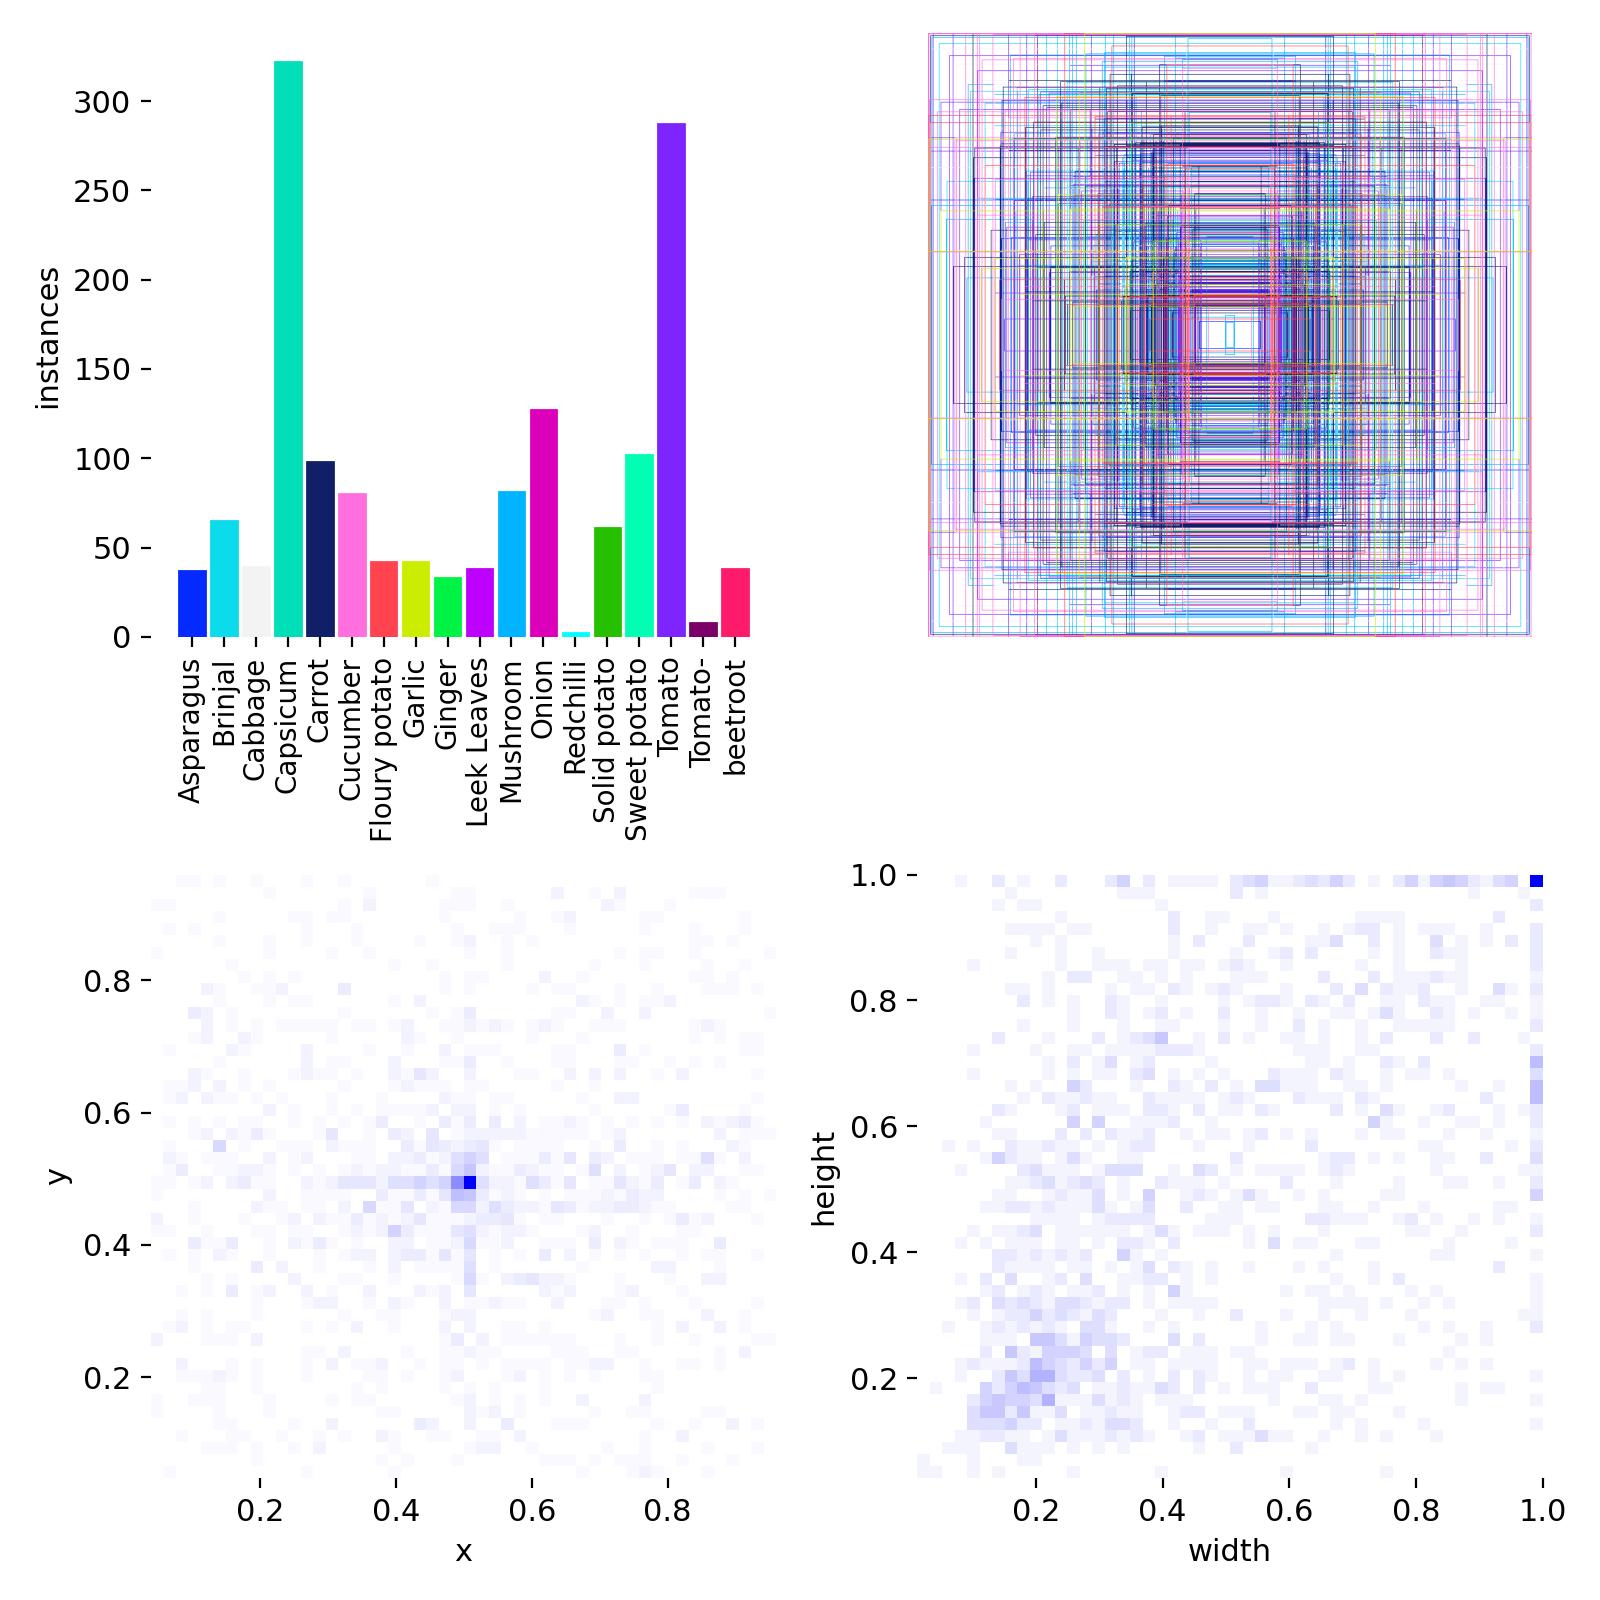 instances
300
250
200
150
100
50
0
Asparagus
Brinjal
Cabbage
Capsicum
Carrot
Cucumber
Floury potato
Garlic
Ginger
Leek Leaves
Mushroom
Onion
Redchilli
Solid potato
Sweet potato
Tomato
Tomato-
beetroot
y
0.8
0.6
0.4
0.2
0.2 0.4 0.6 0.8
x
height
1.0
0.8
0.6
0.4
0.2
0.2 0.4 0.6 0.8 1.0
width